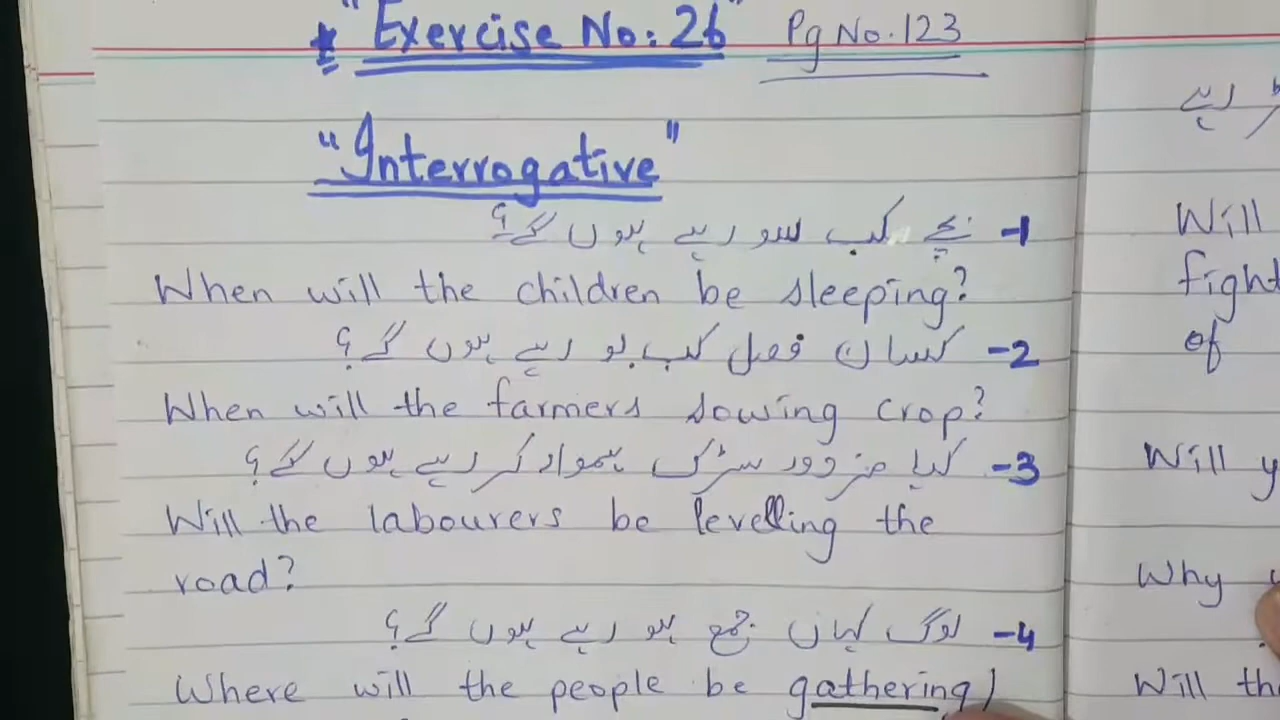 * "Exercise No: 26" Pg No. 123
"Interrogative"
1- بچے کب سو رہے ہوں گے؟
When will the children be sleeping?
2- کسان فصل کب بو رہے ہوں گے؟
When will the farmers sowing crop?
3- کیا مزدور سڑک ہموار کر رہے ہوں گے؟
Will the labourers be levelling the
road?
4- لوگ کہاں جمع ہو رہے ہوں گے؟
Where will the people be gathering/
رہے
Will
fight
of
Will y
Why
Will th